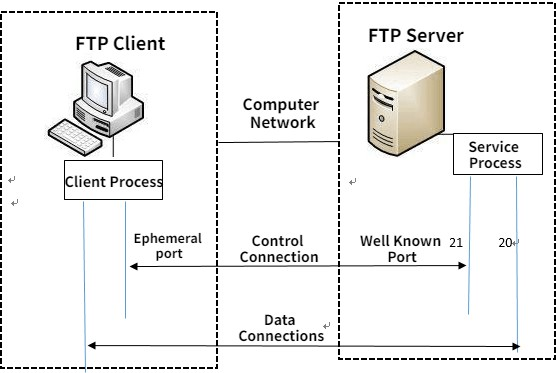 FTP Client
FTP Server
Computer
Network
Service
Process
Client Process
Ephemeral
port
Control
Connection
Well Known
Port
21
20
Data
Connections